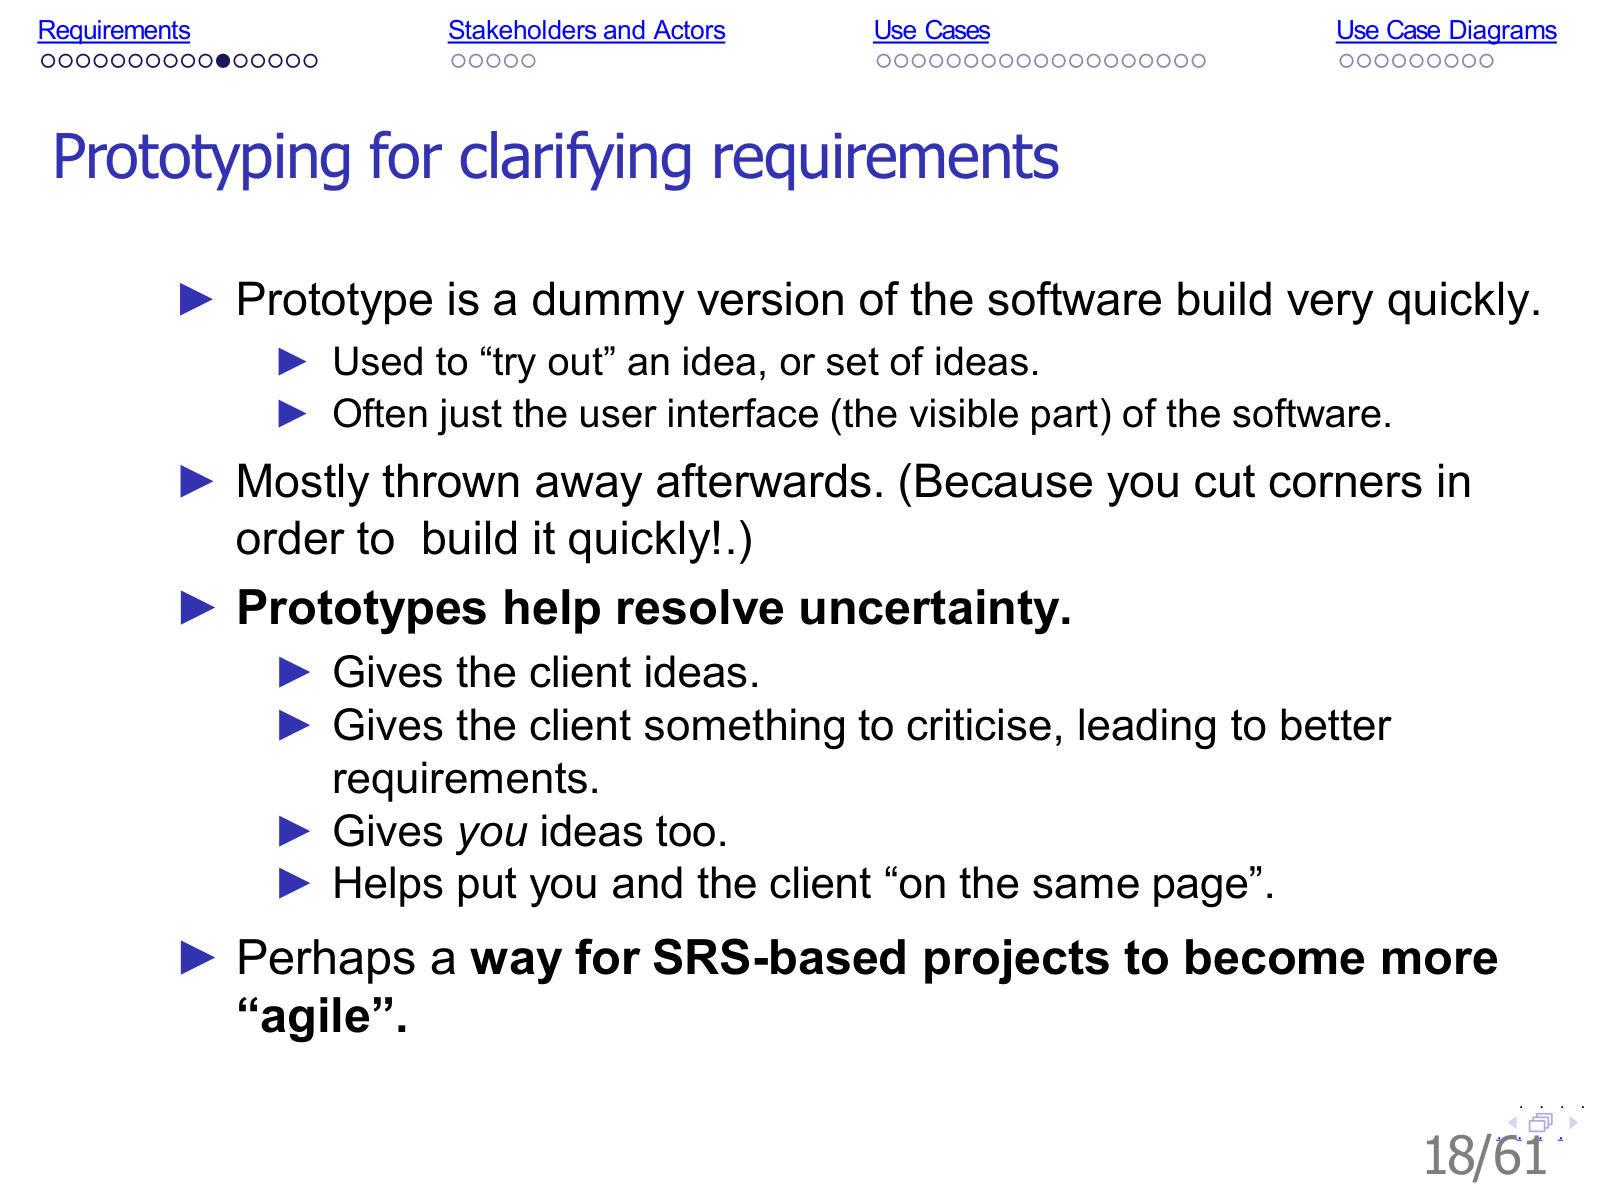 Requirements Stakeholders and Actors Use Cases Use Case Diagrams
Prototyping for clarifying requirements
Prototype is a dummy version of the software build very quickly.
Used to “try out” an idea, or set of ideas.
Often just the user interface (the visible part) of the software.
Mostly thrown away afterwards. (Because you cut corners in
order to  build it quickly!.)
Prototypes help resolve uncertainty.
Gives the client ideas.
Gives the client something to criticise, leading to better
requirements.
Gives you ideas too.
Helps put you and the client “on the same page”.
Perhaps a way for SRS-based projects to become more
“agile”.
18/61